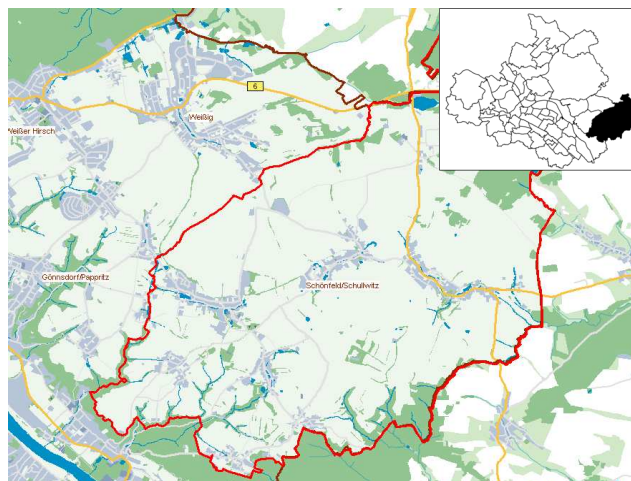 6
Weißig
Weißer Hirsch
Gönnsdorf/Pappritz
Schönfeld/Schullwitz